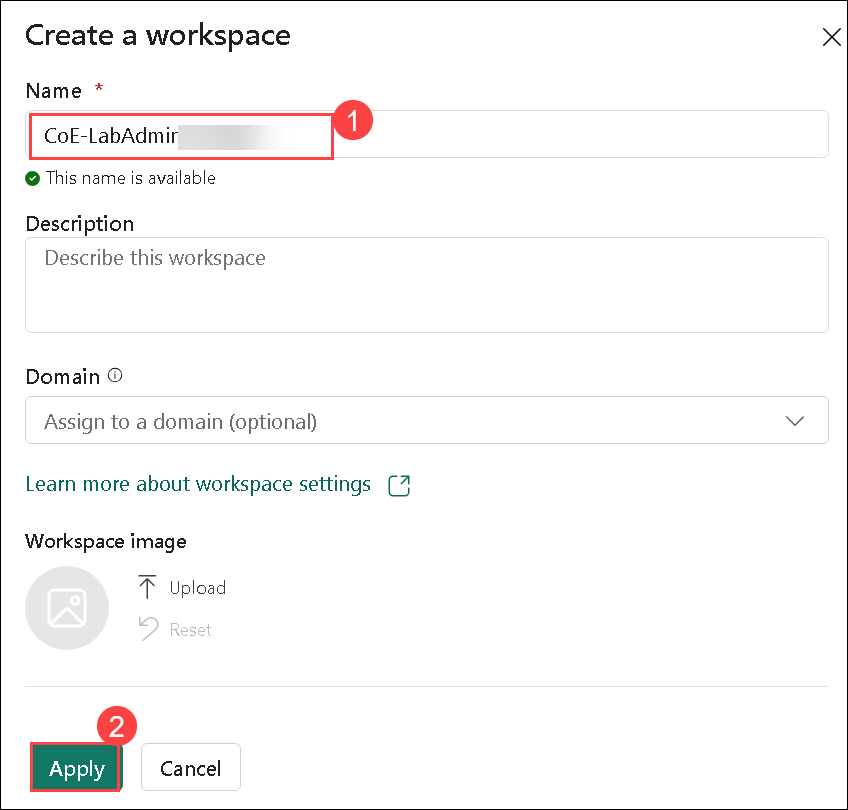 Create a workspace
Name *
CoE-LabAdmin
1
This name is available
Description
Describe this workspace
Domain
Assign to a domain (optional)
Learn more about workspace settings
Workspace image
Upload
Reset
2
Apply
Cancel